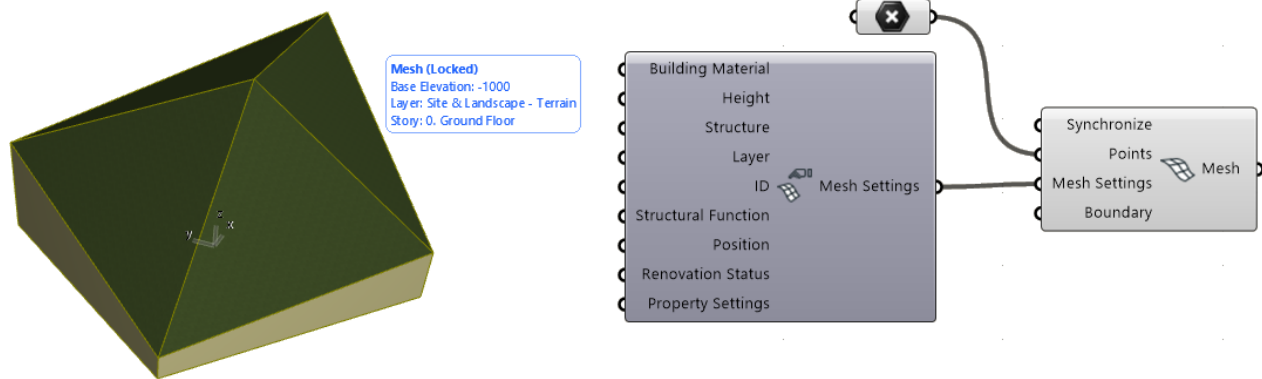 Mesh (Locked)
Base Elevation: -1000
Layer: Site & Landscape - Terrain
Story: 0. Ground Floor
y
z
x
Building Material
Height
Structure
Layer
ID
Structural Function
Position
Renovation Status
Property Settings
Mesh Settings
Synchronize
Points
Mesh Settings
Boundary
Mesh